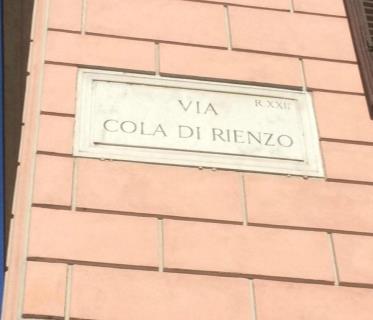 VIA R. XXII
COLA DI RIENZO